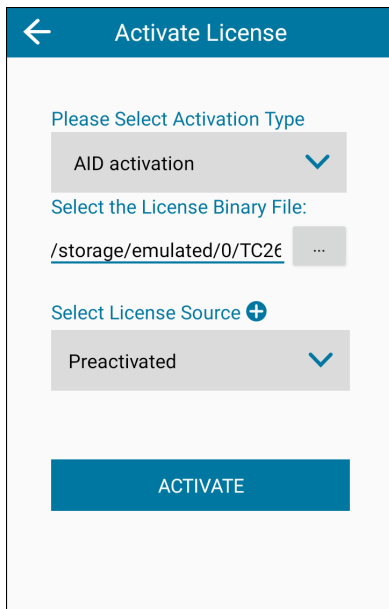 Activate License
Please Select Activation Type
AID activation
Select the License Binary File:
/storage/emulated/0/TC26
...
Select License Source
Preactivated
ACTIVATE